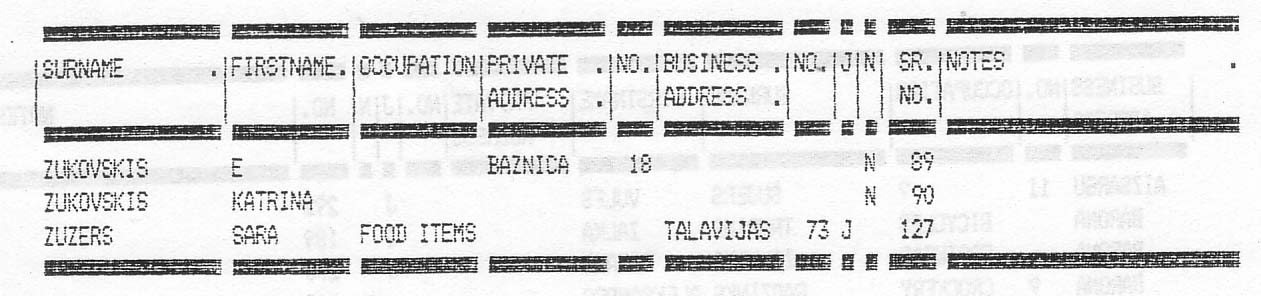 |SURNAME .|FIRSTNAME.|OCCUPATION|PRIVATE .|NO.|BUSINESS .|NO.|J|N| SR.|NOTES .
ADDRESS .| |ADDRESS .| NO.|
ZUKOVSKIS E BAZNICA 18 N 89
ZUKOVSKIS KATRINA N 90
ZUZERS SARA FOOD ITEMS TALAVIJAS 73 J 127